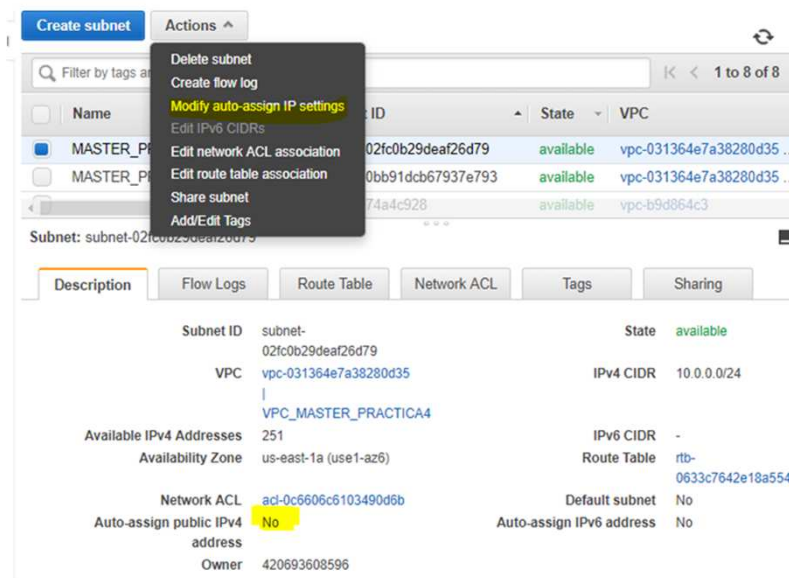 Create subnet Actions
Filter by tags 1 to 8 of 8
Delete subnet
Create flow log
Modify auto-assign IP settings
Edit IPv6 CIDRs
Edit network ACL association
Edit route table association
Share subnet
Add/Edit Tags
Name ID State VPC
02fc0b29deaf26d79 available vpc-031364e7a38280d35 ..
0bb91dcb67937e793 available vpc-031364e7a38280d35 ..
74a4c928 available vpc-b9d864c3
Subnet: subnet-02fc0b29deaf26d79
Description Flow Logs Route Table Network ACL Tags Sharing
Subnet ID subnet- State available
02fc0b29deaf26d79
VPC vpc-031364e7a38280d35 IPv4 CIDR 10.0.0.0/24
|
VPC_MASTER_PRACTICA4
Available IPv4 Addresses 251 IPv6 CIDR -
Availability Zone us-east-1a (use1-az6) Route Table rtb-
0633c7642e18a554
Network ACL acl-0c6606c6103490d6b Default subnet No
Auto-assign public IPv4 No Auto-assign IPv6 address No
address
Owner 420693608596